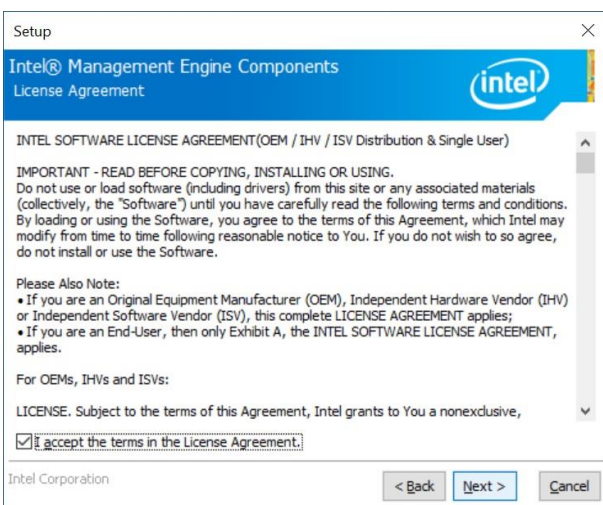 Setup
Intel® Management Engine Components
License Agreement
intel
INTEL SOFTWARE LICENSE AGREEMENT(OEM / IHV / ISV Distribution & Single User)
IMPORTANT - READ BEFORE COPYING, INSTALLING OR USING.
Do not use or load software (including drivers) from this site or any associated materials
(collectively, the "Software") until you have carefully read the following terms and conditions.
By loading or using the Software, you agree to the terms of this Agreement, which Intel may
modify from time to time following reasonable notice to You. If you do not wish to so agree,
do not install or use the Software.
Please Also Note:
• If you are an Original Equipment Manufacturer (OEM), Independent Hardware Vendor (IHV)
or Independent Software Vendor (ISV), this complete LICENSE AGREEMENT applies;
• If you are an End-User, then only Exhibit A, the INTEL SOFTWARE LICENSE AGREEMENT,
applies.
For OEMs, IHVs and ISVs:
LICENSE. Subject to the terms of this Agreement, Intel grants to You a nonexclusive,
I accept the terms in the License Agreement.
Intel Corporation
< Back Next > Cancel